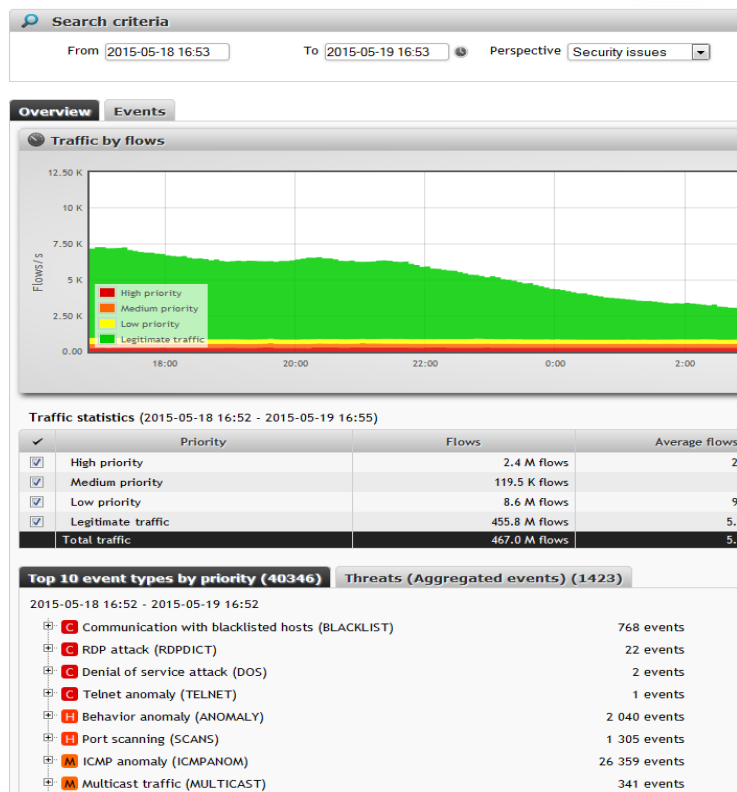 Search criteria
From 2015-05-18 16:53 To 2015-05-19 16:53 Perspective Security issues
Overview Events
Traffic by flows
12.50 K
10 K
7.50 K
5 K
2.50 K
0.00
Flows/s
High priority
Medium priority
Low priority
Legitimate traffic
18:00 20:00 22:00 0:00 2:00
Traffic statistics (2015-05-18 16:52 - 2015-05-19 16:55)
Priority Flows Average flows
High priority 2.4 M flows 2
Medium priority 119.5 K flows
Low priority 8.6 M flows 9
Legitimate traffic 455.8 M flows 5.
Total traffic 467.0 M flows 5.
Top 10 event types by priority (40346) Threats (Aggregated events) (1423)
2015-05-18 16:52 - 2015-05-19 16:52
C Communication with blacklisted hosts (BLACKLIST) 768 events
C RDP attack (RDPDICT) 22 events
C Denial of service attack (DOS) 2 events
C Telnet anomaly (TELNET) 1 events
H Behavior anomaly (ANOMALY) 2 040 events
H Port scanning (SCANS) 1 305 events
M ICMP anomaly (ICMPANOM) 26 359 events
M Multicast traffic (MULTICAST) 341 events